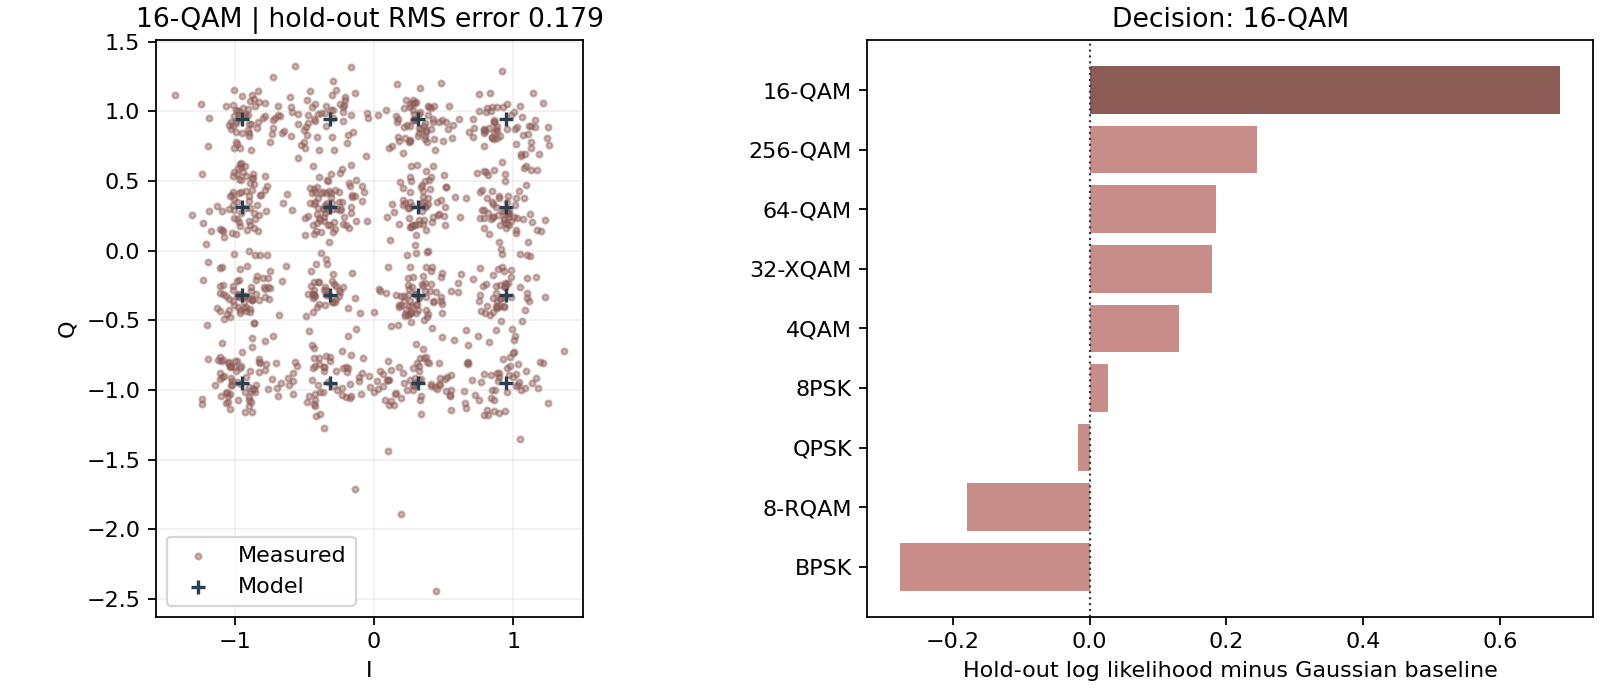 16-QAM | hold-out RMS error 0.179
1.5
1.0
0.5
0.0
−0.5
−1.0
−1.5
−2.0
−2.5
Q
Measured
Model
−1
0
1
I
Decision: 16-QAM
16-QAM
256-QAM
64-QAM
32-XQAM
4QAM
8PSK
QPSK
8-RQAM
BPSK
−0.2
0.0
0.2
0.4
0.6
Hold-out log likelihood minus Gaussian baseline